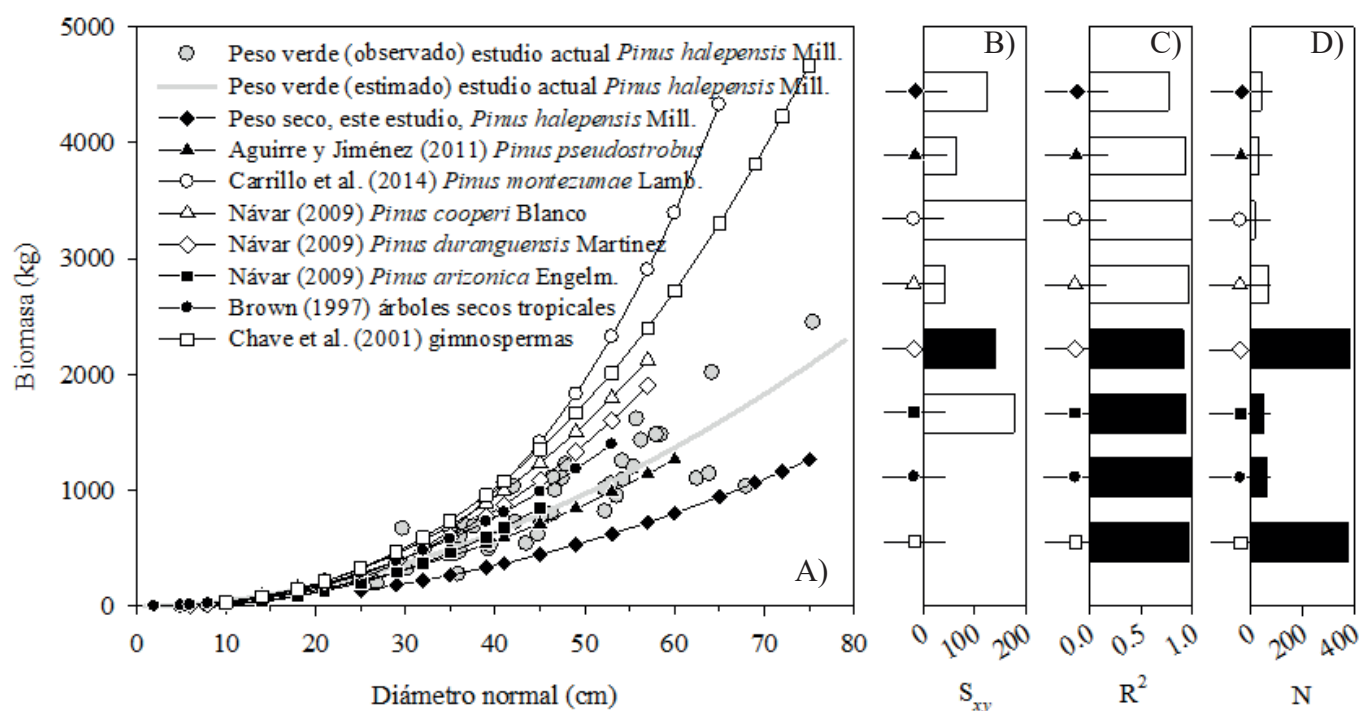 5000
4000
3000
2000
1000
0
Biomasa (kg)
Peso verde (observado) estudio actual Pinus halepensis Mill.
Peso verde (estimado) estudio actual Pinus halepensis Mill.
Peso seco, este estudio, Pinus halepensis Mill.
Aguirre y Jiménez (2011) Pinus pseudostrobus
Carrillo et al. (2014) Pinus montezumae Lamb.
Návar (2009) Pinus cooperi Blanco
Návar (2009) Pinus duranguensis Martínez
Návar (2009) Pinus arizonica Engelm.
Brown (1997) árboles secos tropicales
Chave et al. (2001) gimnospermas
A)
0 10 20 30 40 50 60 70 80
Diámetro normal (cm)
B)
0 100 200
Sxy
C)
0.0 0.5 1.0
R²
D)
0 200 400
N